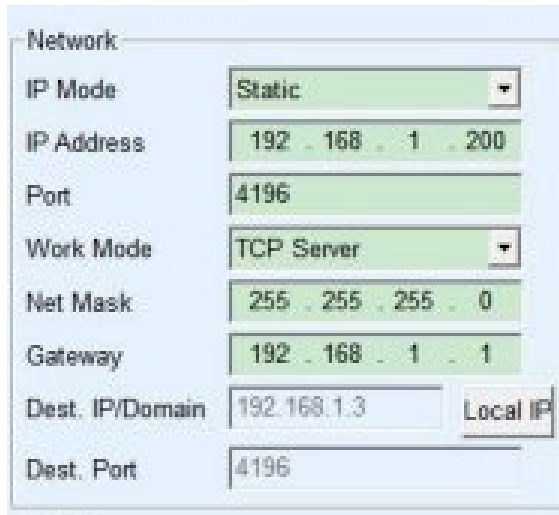 Network
IP Mode Static
IP Address 192 . 168 . 1 . 200
Port 4196
Work Mode TCP Server
Net Mask 255 . 255 . 255 . 0
Gateway 192 . 168 . 1 . 1
Dest. IP/Domain 192.168.1.3 Local IP
Dest. Port 4196